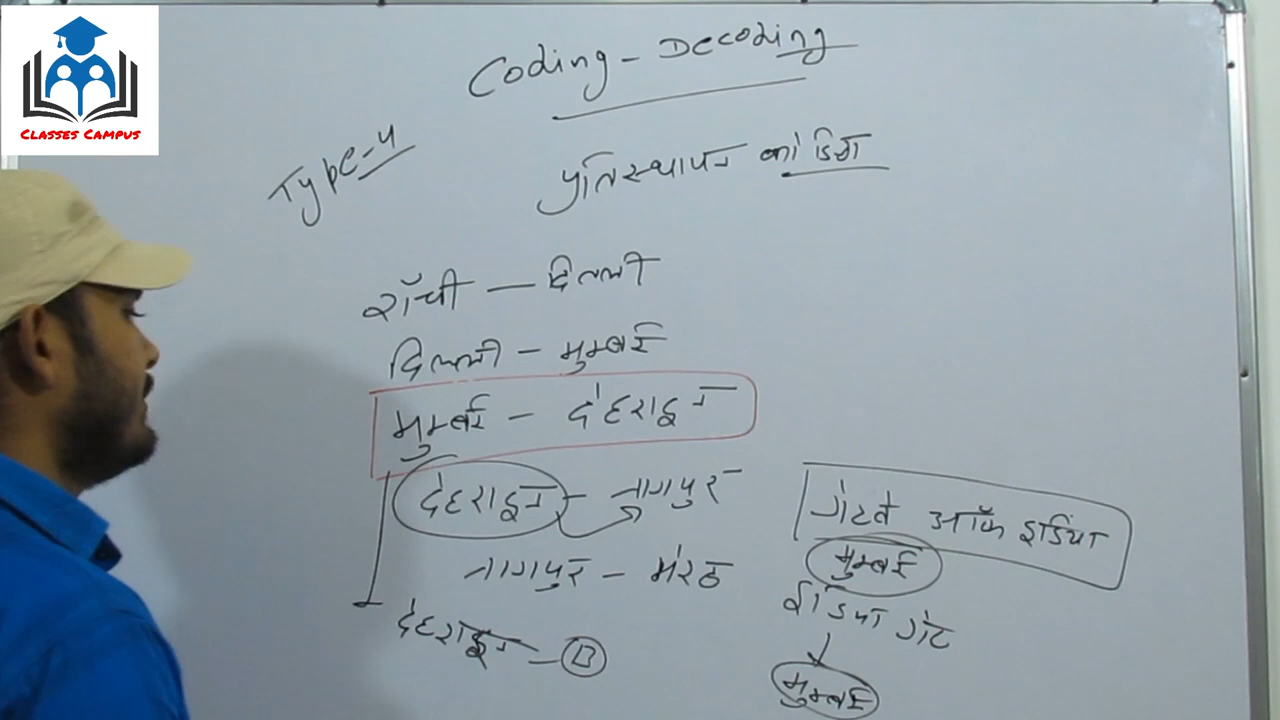 CLASSES CAMPUS
Coding - Decoding
Type-4
प्रतिस्थापन कोडिंग
राँची - दिल्ली
दिल्ली - मुम्बई
मुम्बई - देहरादून
देहरादून - नागपुर
नागपुर - मेरठ
देहरादून - B
गेटवे ऑफ इंडिया
मुम्बई
इंडिया गेट
मुम्बई